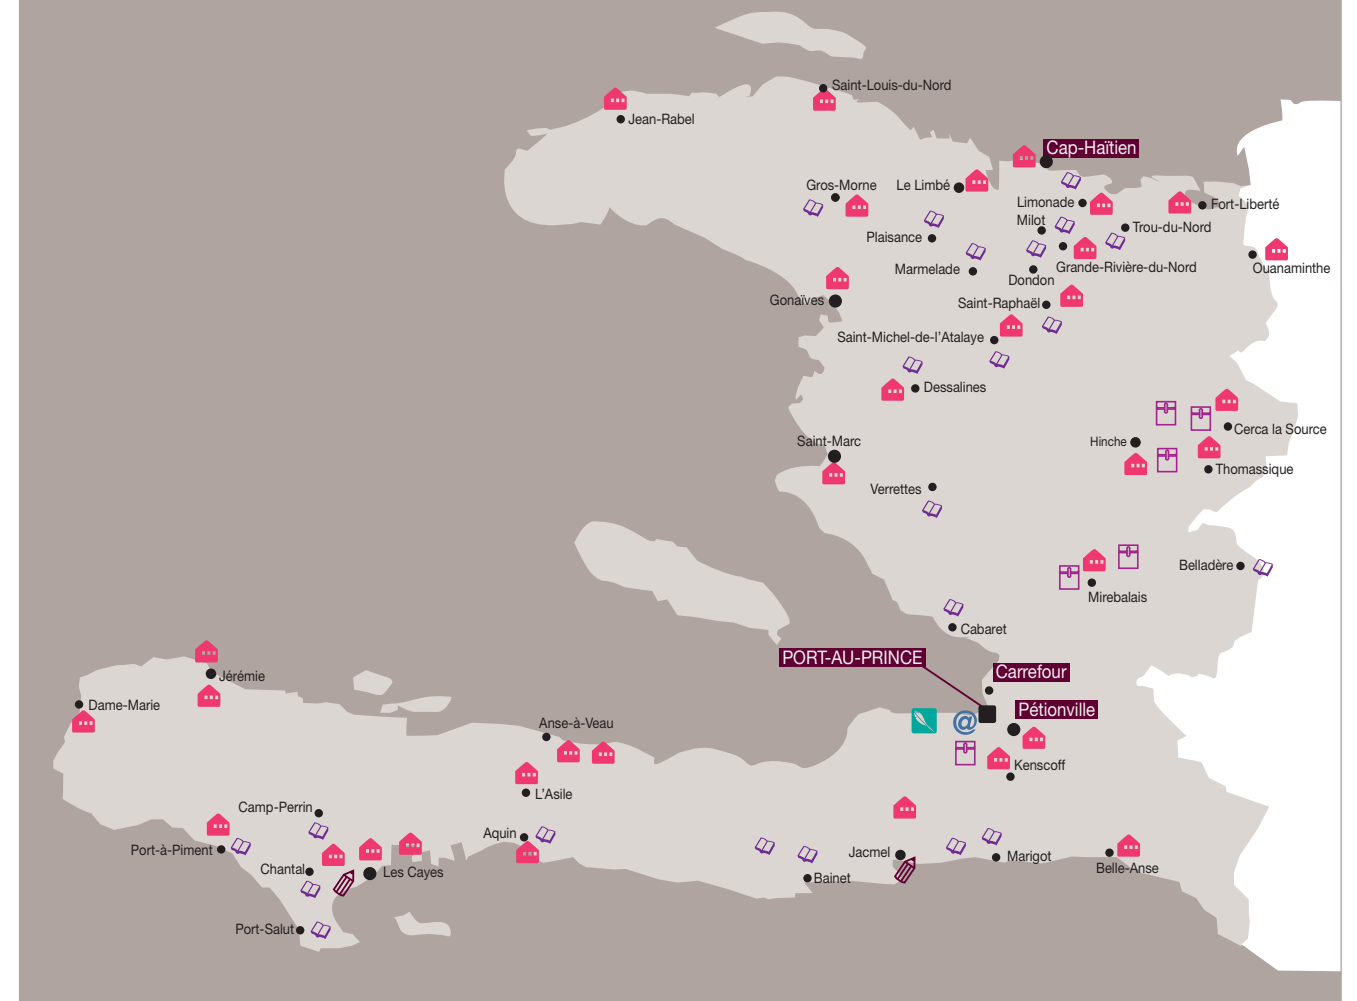 Saint-Louis-du-Nord
Jean-Rabel
Cap-Haïtien
Gros-Morne
Le Limbé
Limonade
Fort-Liberté
Milot
Trou-du-Nord
Plaisance
Marmelade
Grande-Rivière-du-Nord
Ouanaminthe
Dondon
Gonaïves
Saint-Raphaël
Saint-Michel-de-l'Atalaye
Dessalines
Saint-Marc
Hinche
Cerca la Source
Thomassique
Verrettes
Belladère
Mirebalais
Cabaret
PORT-AU-PRINCE
Carrefour
Jérémie
Dame-Marie
Pétionville
@
Anse-à-Veau
Kenscoff
L'Asile
Camp-Perrin
Aquin
Port-à-Piment
Jacmel
Marigot
Chantal
Les Cayes
Bainet
Belle-Anse
Port-Salut